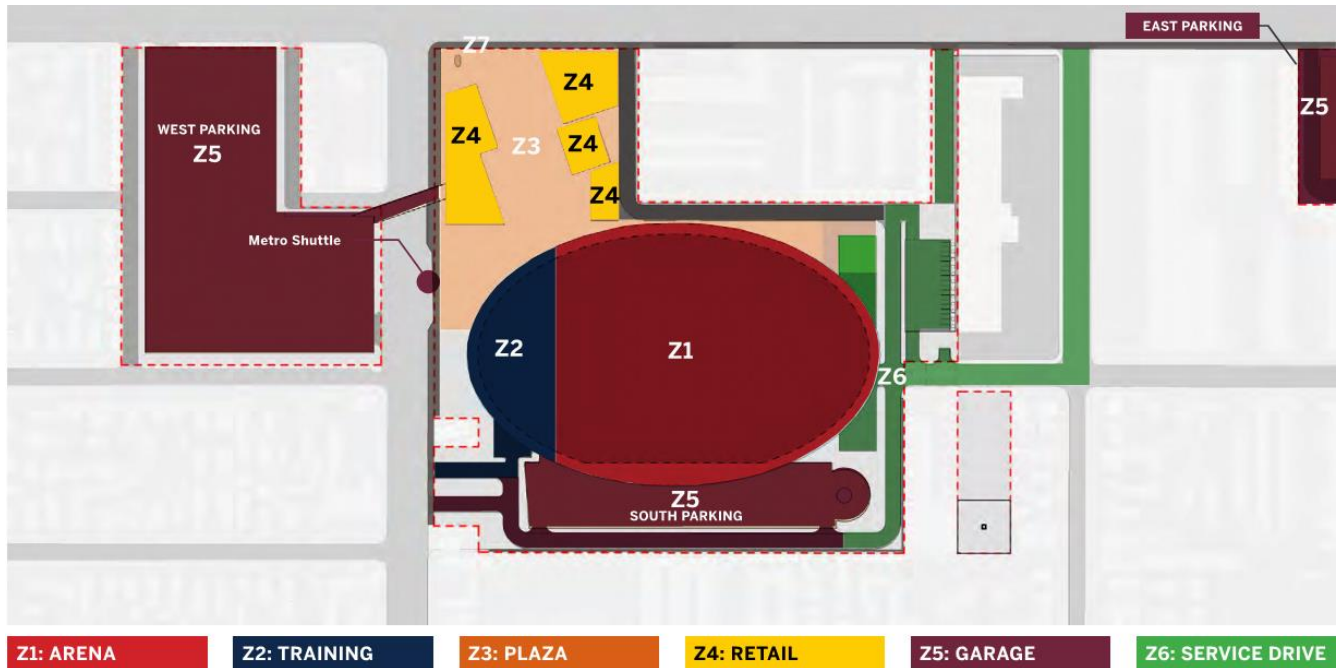 EAST PARKING
Z7
Z4
WEST PARKING
Z5
Z4
Z3
Z4
Z5
Z4
Metro Shuttle
Z2
Z1
Z6
Z5
SOUTH PARKING
Z1: ARENA
Z2: TRAINING
Z3: PLAZA
Z4: RETAIL
Z5: GARAGE
Z6: SERVICE DRIVE